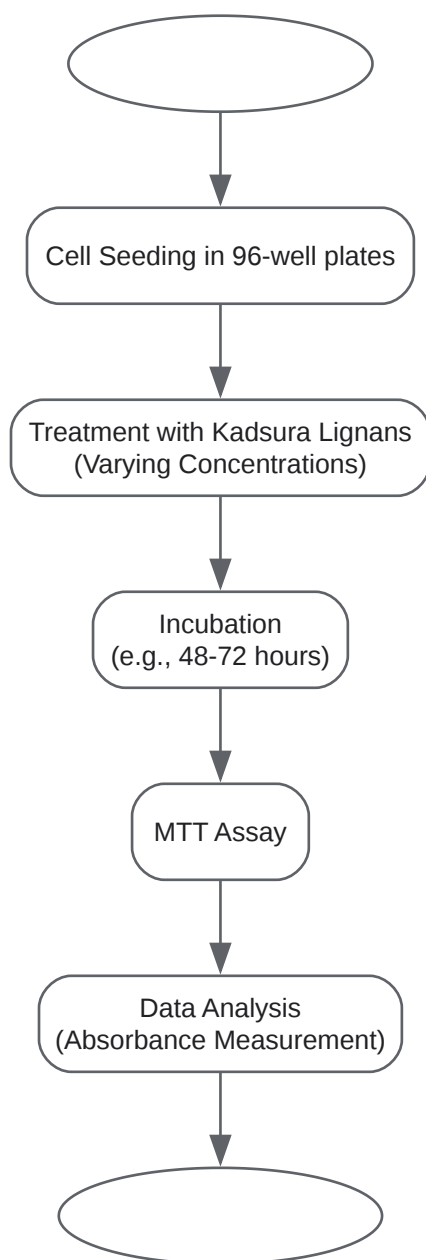 Cell Seeding in 96-well plates
Treatment with Kadsura Lignans
(Varying Concentrations)
Incubation
(e.g., 48-72 hours)
MTT Assay
Data Analysis
(Absorbance Measurement)